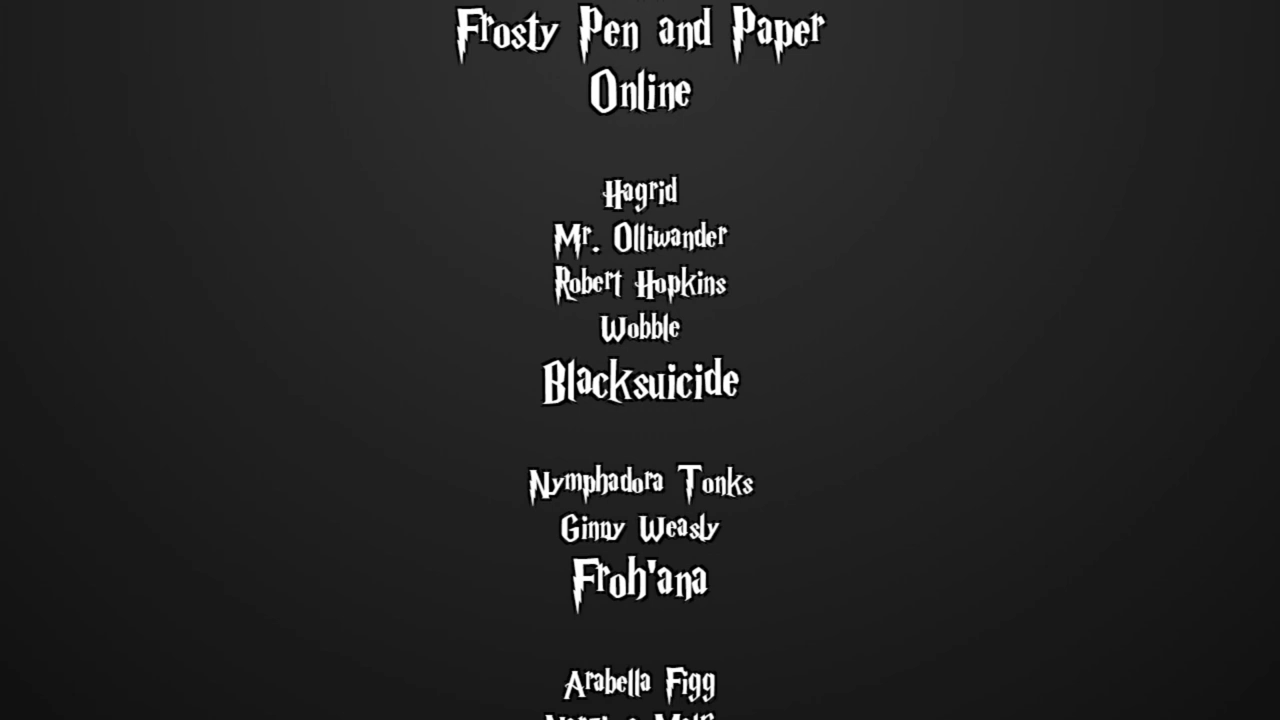 Frosty Pen and Paper
Online
Hagrid
Mr. Olliwander
Robert Hopkins
Wobble
Blacksuicide
Nymphadora Tonks
Ginny Weasly
Froh'ana
Arabella Figg